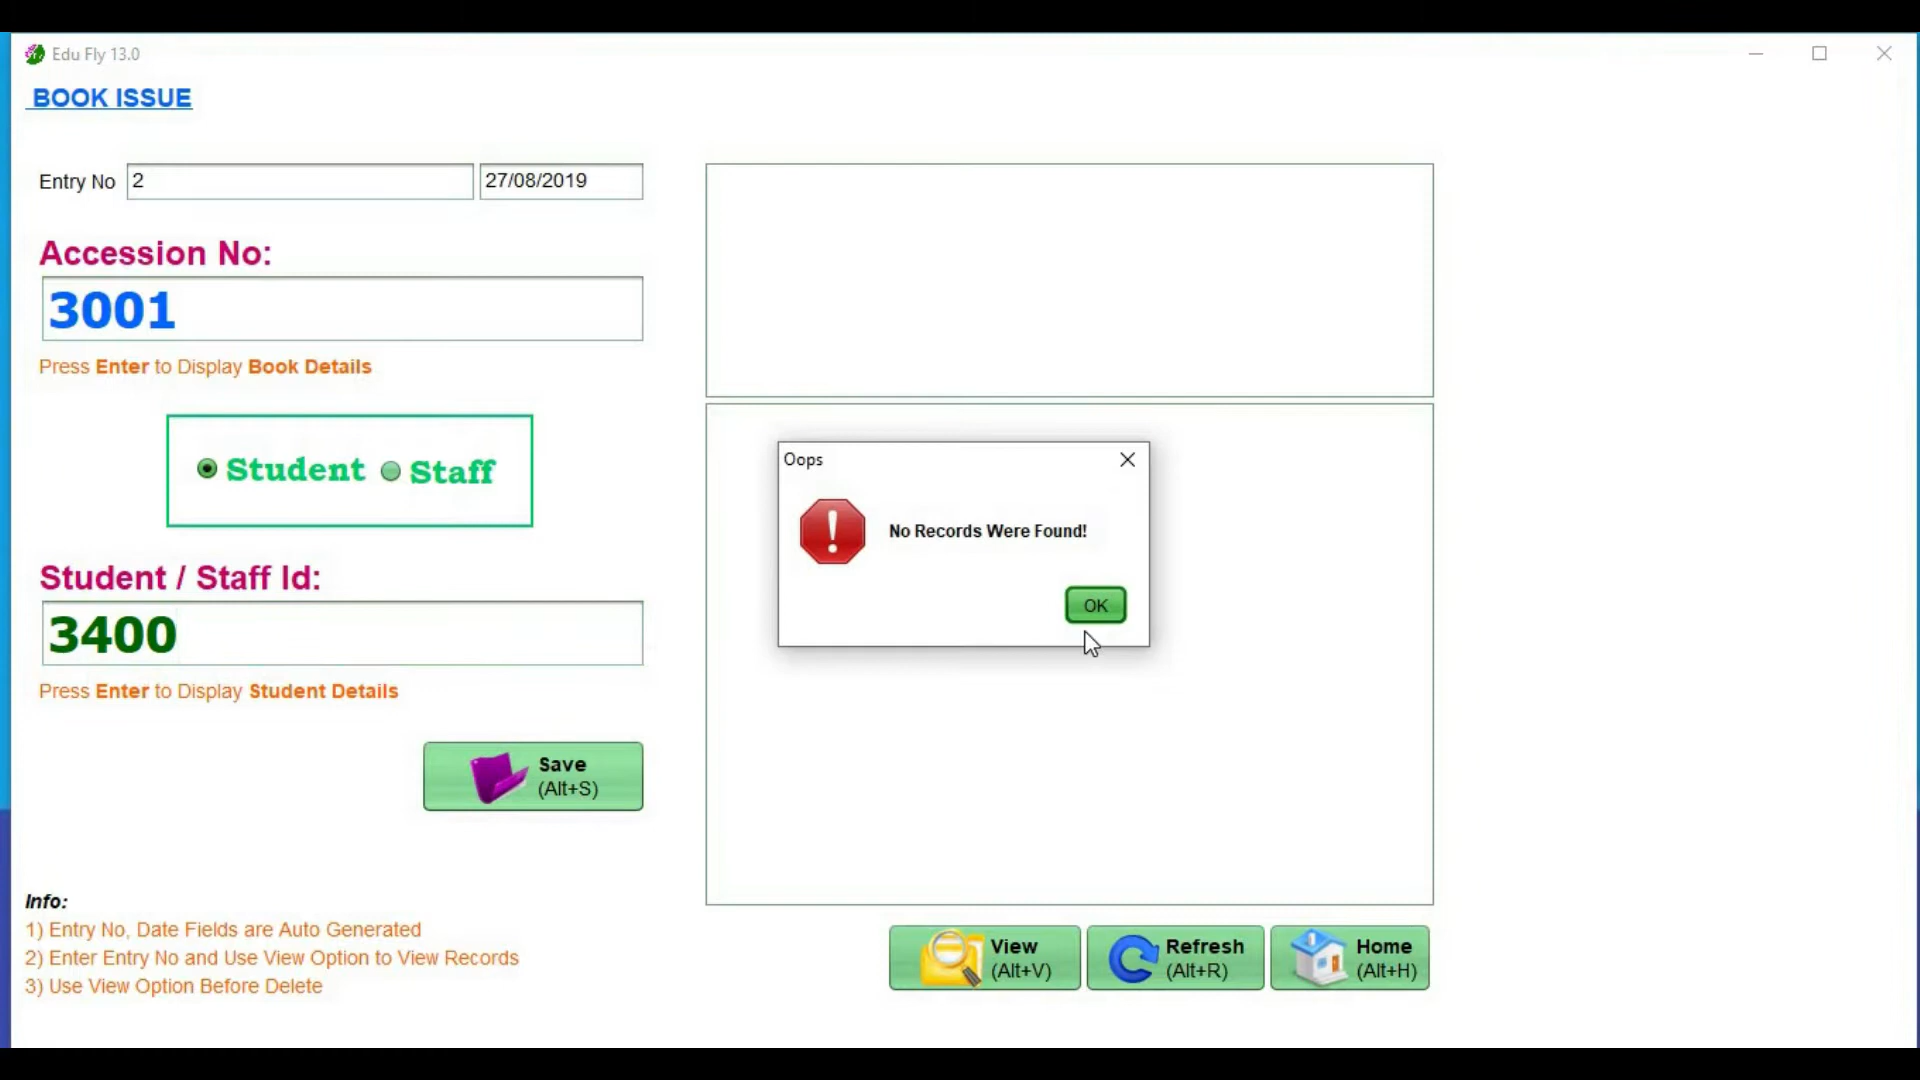 Edu Fly 13.0
BOOK ISSUE
Entry No 2 27/08/2019
Accession No:
3001
Press Enter to Display Book Details
Student Staff
Student / Staff Id:
3400
Press Enter to Display Student Details
Save
(Alt+S)
Oops
No Records Were Found!
OK
Info:
1) Entry No, Date Fields are Auto Generated
2) Enter Entry No and Use View Option to View Records
3) Use View Option Before Delete
View
(Alt+V)
Refresh
(Alt+R)
Home
(Alt+H)